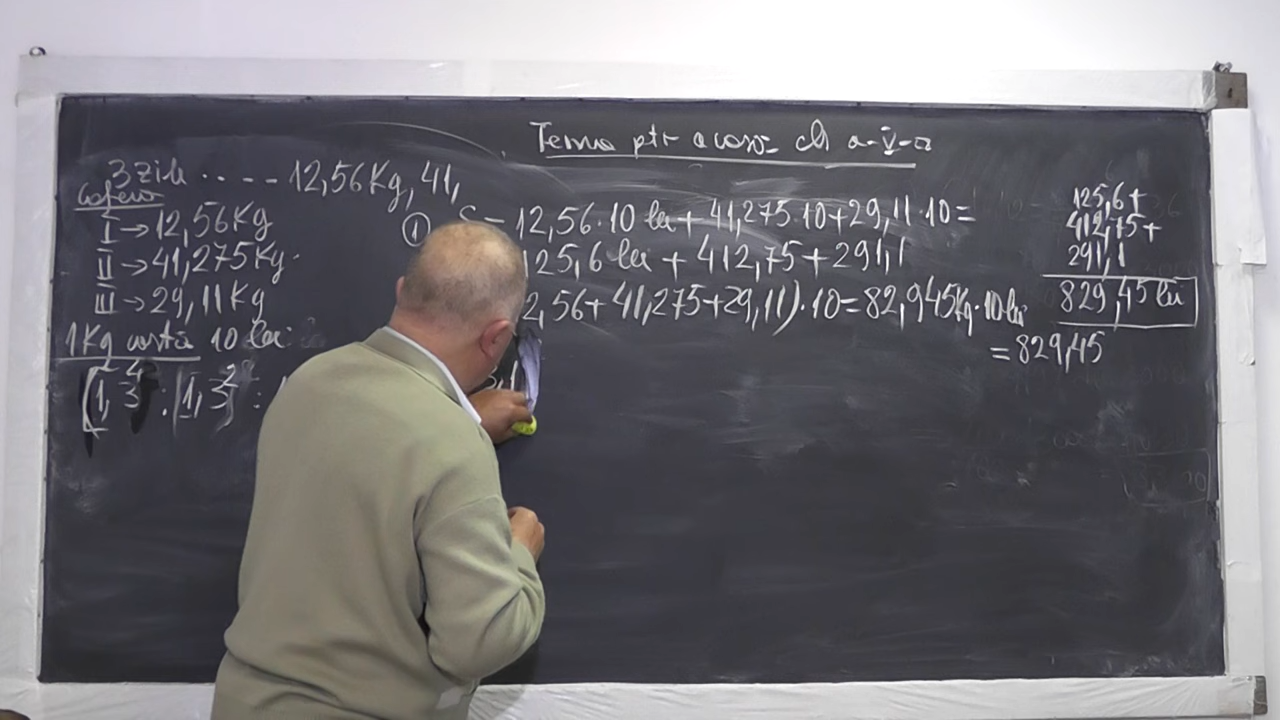 Tema ptr acasă cls a-V-a
3 zile .... 12,56 Kg, 41,
I → 12,56 Kg
II → 41,275 Kg.
III → 29,11 Kg
1 Kg costă 10 lei
① S = 12,56·10 lei + 41,275·10 + 29,11·10 =
125,6 lei + 412,75 + 291,1
2,56 + 41,275 + 29,11)·10 = 82,945 Kg·10 lei
= 829,45
125,6 +
412,75 +
291,1
829,45 lei